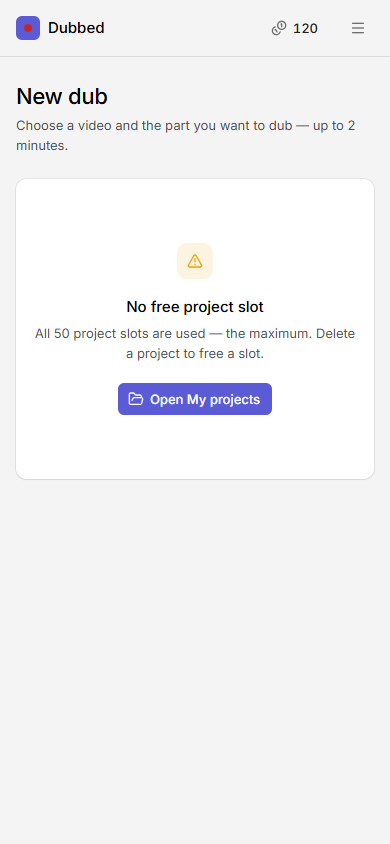 Dubbed
120
New dub
Choose a video and the part you want to dub — up to 2
minutes.
No free project slot
All 50 project slots are used — the maximum. Delete
a project to free a slot.
Open My projects